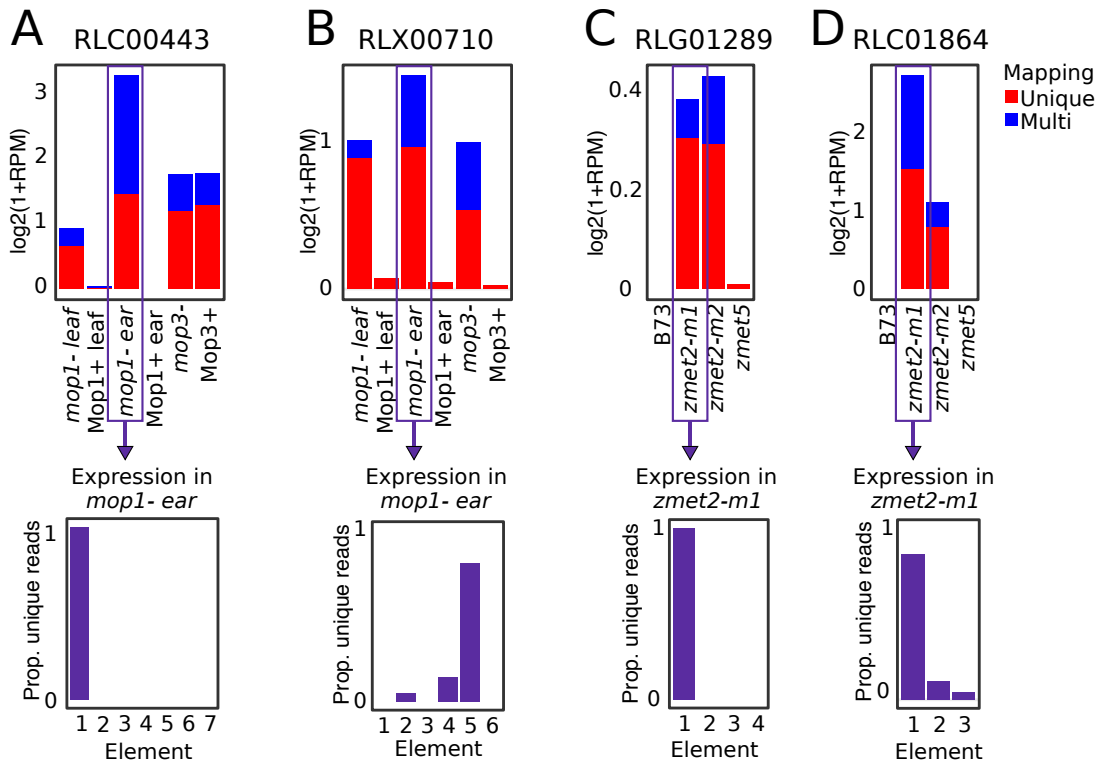 A
RLC00443
log2(1+RPM)
3
2
1
0
mop1- leaf
Mop1+ leaf
mop1- ear
Mop1+ ear
mop3-
Mop3+
Expression in
mop1- ear
Prop. unique reads
1
0
1 2 3 4 5 6 7
Element
B
RLX00710
log2(1+RPM)
1
0
mop1- leaf
Mop1+ leaf
mop1- ear
Mop1+ ear
mop3-
Mop3+
Expression in
mop1- ear
Prop. unique reads
1
0
1 2 3 4 5 6
Element
C
RLG01289
log2(1+RPM)
0.4
0.2
0
B73
zmet2-m1
zmet2-m2
zmet5
Expression in
zmet2-m1
Prop. unique reads
1
0
1 2 3 4
Element
D
RLC01864
log2(1+RPM)
2
1
0
B73
zmet2-m1
zmet2-m2
zmet5
Expression in
zmet2-m1
Prop. unique reads
1
0
1 2 3
Element
Mapping
Unique
Multi